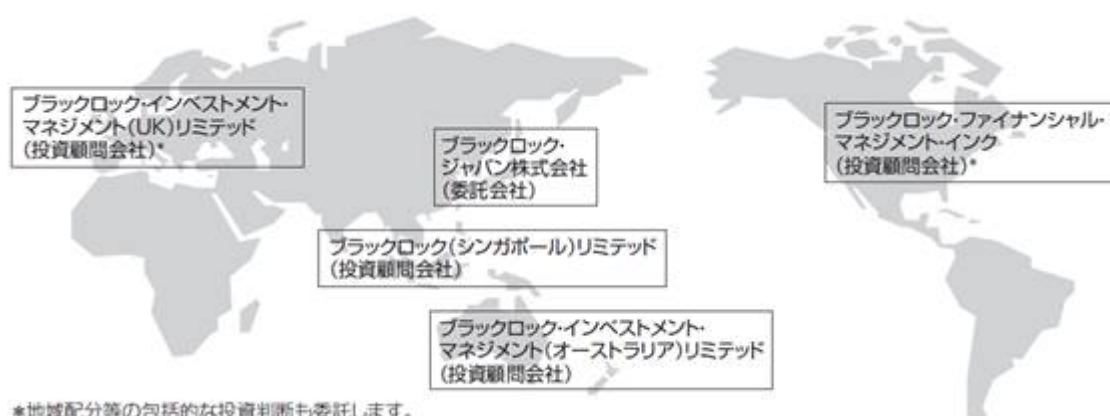 ブラックロック・インベストメント・
マネジメント(UK)リミテッド
(投資顧問会社)*
ブラックロック・
ジャパン株式会社
(委託会社)
ブラックロック・ファイナンシャル・
マネジメント・インク
(投資顧問会社)*
ブラックロック(シンガポール)リミテッド
(投資顧問会社)
ブラックロック・インベストメント・
マネジメント(オーストラリア)リミテッド
(投資顧問会社)
*地域配分等の包括的な投資判断も委託します。